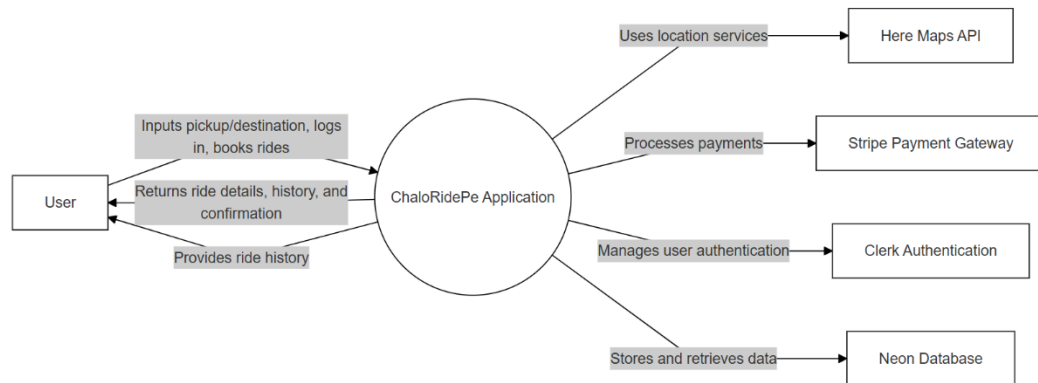 Uses location services
Here Maps API
Inputs pickup/destination, logs
in, books rides
Processes payments
Stripe Payment Gateway
User
Returns ride details, history, and
confirmation
ChaloRidePe Application
Provides ride history
Manages user authentication
Clerk Authentication
Stores and retrieves data
Neon Database